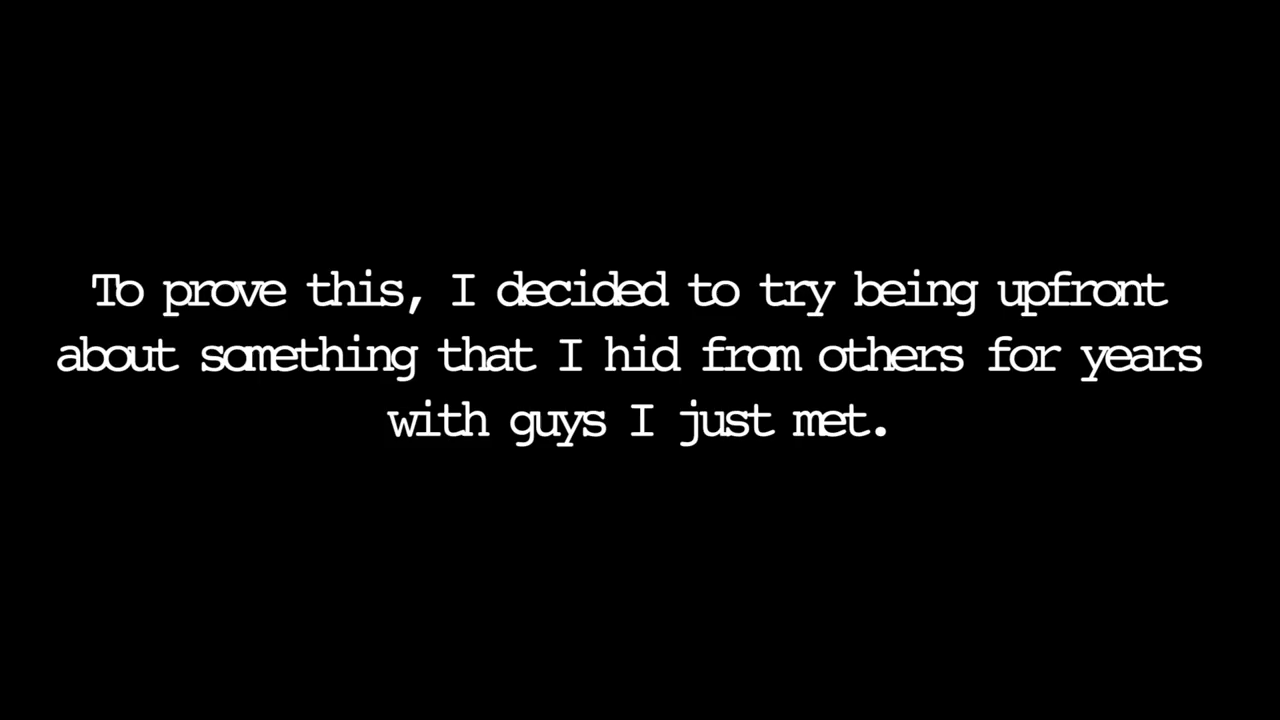 To prove this, I decided to try being upfront
about something that I hid from others for years
with guys I just met.